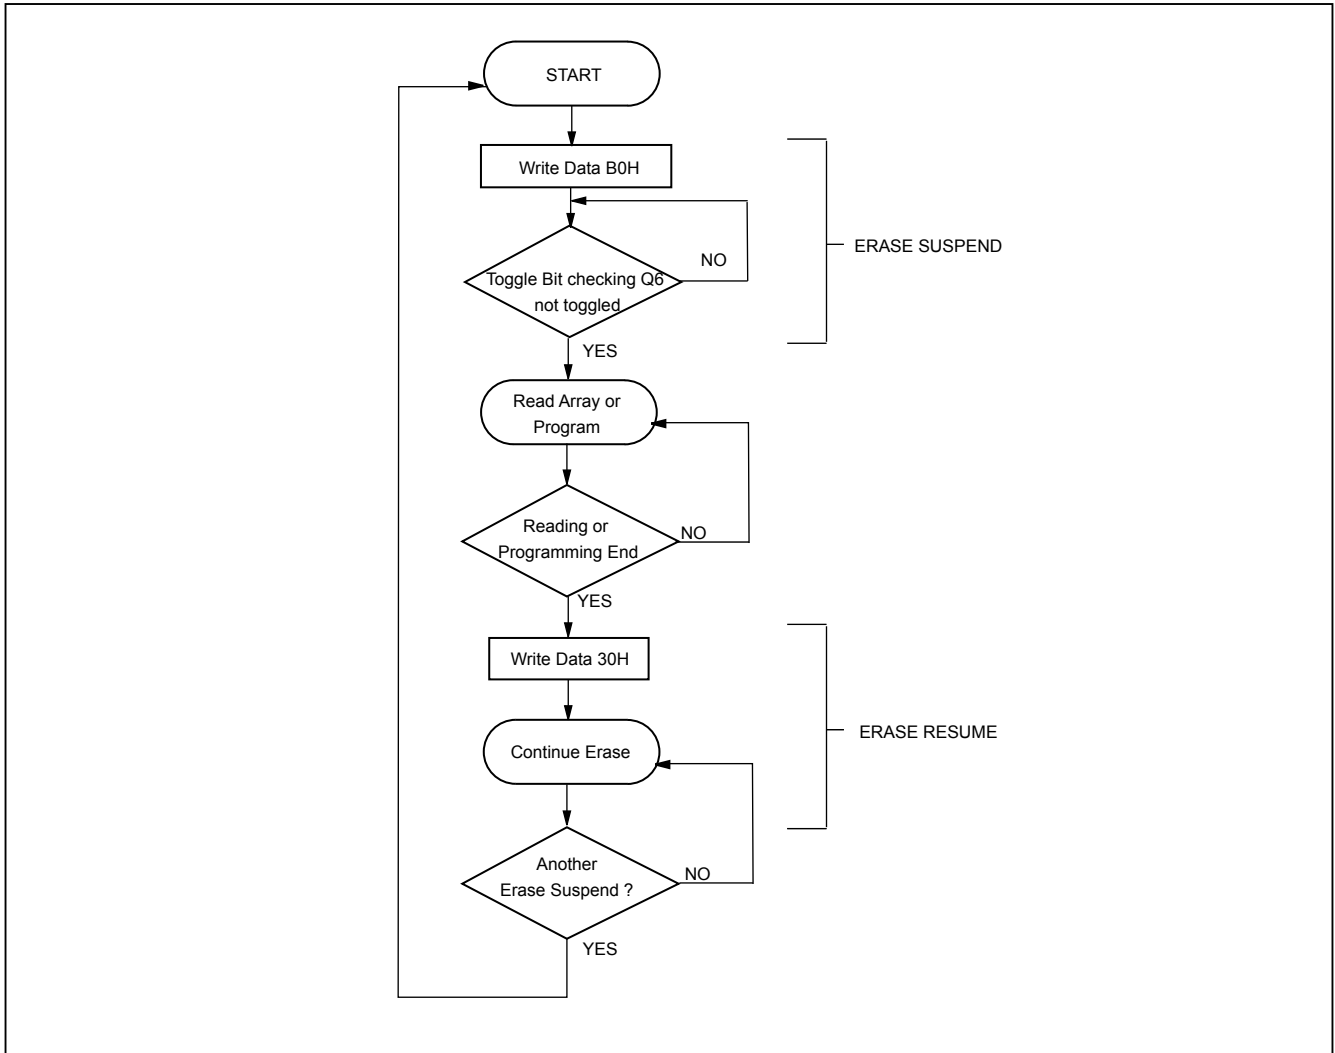 START
Write Data B0H
ERASE SUSPEND
NO
Toggle Bit checking Q6
not toggled
YES
Read Array or
Program
Reading or
Programming End
NO
YES
Write Data 30H
ERASE RESUME
Continue Erase
Another
Erase Suspend ?
NO
YES